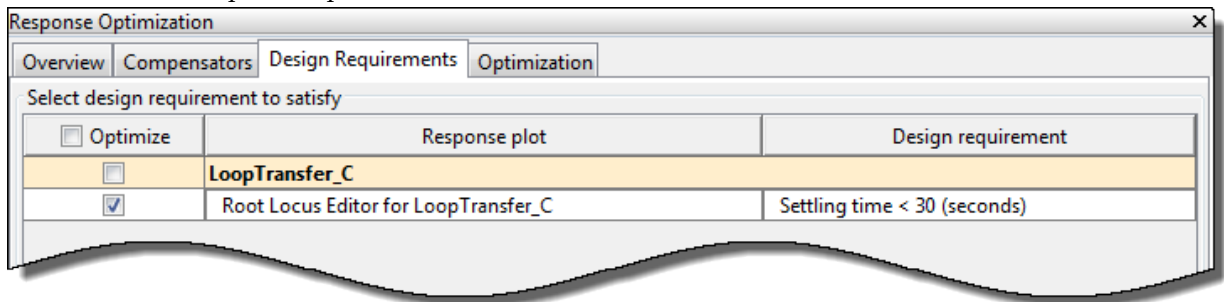 Response Optimization
Overview Compensators Design Requirements Optimization
Select design requirement to satisfy
Optimize Response plot Design requirement
LoopTransfer_C
Root Locus Editor for LoopTransfer_C Settling time < 30 (seconds)